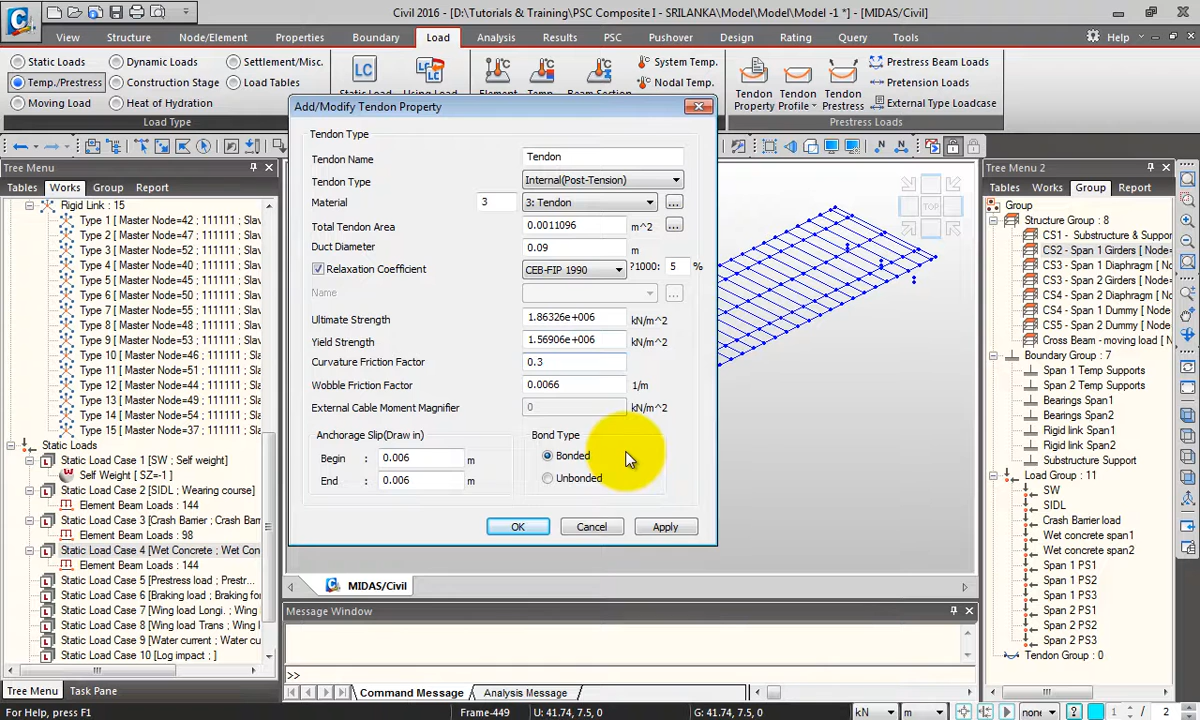 Civil 2016 - [D:\Tutorials & Training\PSC Composite I - SRILANKA\Model\Model\Model -1 *] - [MIDAS/Civil]
View Structure Node/Element Properties Boundary Load Analysis Results PSC Pushover Design Rating Query Tools Help
Static Loads Dynamic Loads Settlement/Misc.
Temp./Prestress Construction Stage Load Tables
Moving Load Heat of Hydration
Load Type
LC
LC
System Temp.
Nodal Temp.
Tendon Property
Tendon Profile
Tendon Prestress
Prestress Beam Loads
Pretension Loads
External Type Loadcase
Prestress Loads
Tree Menu
Tables Works Group Report
Rigid Link : 15
Type 1 [ Master Node=42 ; 111111 ; Slav
Type 2 [ Master Node=47 ; 111111 ; Slav
Type 3 [ Master Node=52 ; 111111 ; Slav
Type 4 [ Master Node=40 ; 111111 ; Slav
Type 5 [ Master Node=45 ; 111111 ; Slav
Type 6 [ Master Node=50 ; 111111 ; Slav
Type 7 [ Master Node=55 ; 111111 ; Slav
Type 8 [ Master Node=48 ; 111111 ; Slav
Type 9 [ Master Node=53 ; 111111 ; Slav
Type 10 [ Master Node=46 ; 111111 ; Sla
Type 11 [ Master Node=51 ; 111111 ; Sla
Type 12 [ Master Node=44 ; 111111 ; Sla
Type 13 [ Master Node=49 ; 111111 ; Sla
Type 14 [ Master Node=54 ; 111111 ; Sla
Type 15 [ Master Node=37 ; 111111 ; Sla
Static Loads
Static Load Case 1 [SW ; Self weight]
Self Weight [ SZ=-1 ]
Static Load Case 2 [SIDL ; Wearing course]
Element Beam Loads : 144
Static Load Case 3 [Crash Barrier ; Crash Ba
Element Beam Loads : 98
Static Load Case 4 [Wet Concrete ; Wet Con
Element Beam Loads : 144
Static Load Case 5 [Prestress load ; Prestr...
Static Load Case 6 [Braking load ; Braking for
Static Load Case 7 [Wing load Longi. ; Wing
Static Load Case 8 [Wing load Trans ; Wing
Static Load Case 9 [Water current ; Water cu
Static Load Case 10 [Log impact ; ]
Tree Menu Task Pane
Add/Modify Tendon Property
Tendon Type
Tendon Name Tendon
Tendon Type Internal(Post-Tension)
Material 3 3: Tendon ...
Total Tendon Area 0.0011096 m^2 ...
Duct Diameter 0.09 m
Relaxation Coefficient CEB-FIP 1990 ?1000: 5 %
Name ...
Ultimate Strength 1.86326e+006 kN/m^2
Yield Strength 1.56906e+006 kN/m^2
Curvature Friction Factor 0.3
Wobble Friction Factor 0.0066 1/m
External Cable Moment Magnifier 0 kN/m^2
Anchorage Slip(Draw in)
Begin : 0.006 m
End : 0.006 m
Bond Type
Bonded
Unbonded
OK Cancel Apply
TOP
MIDAS/Civil
Message Window
>>
Command Message Analysis Message
Tree Menu 2
Tables Works Group Report
Group
Structure Group : 8
CS1 - Substructure & Suppor
CS2 - Span 1 Girders [ Node=
CS3 - Span 1 Diaphragm [ N
CS3 - Span 2 Girders [ Node=
CS4 - Span 2 Diaphragm [ N
CS4 - Span 1 Dummy [ Node
CS5 - Span 2 Dummy [ Node
Cross Beam - moving load [ N
Boundary Group : 7
Span 1 Temp Supports
Span 2 Temp Supports
Bearings Span1
Bearings Span2
Rigid link Span1
Rigid link Span2
Substructure Support
Load Group : 11
SW
SIDL
Crash Barrier load
Wet concrete span1
Wet concrete span2
Span 1 PS1
Span 1 PS2
Span 1 PS3
Span 2 PS1
Span 2 PS2
Span 2 PS3
Tendon Group : 0
For Help, press F1 Frame-449 U: 41.74, 7.5, 0 G: 41.74, 7.5, 0 kN m none 1 / 2